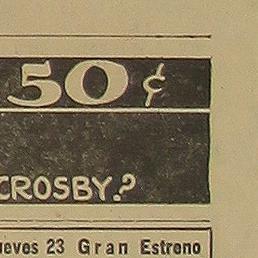 50¢
CROSBY.?
ueves 23 Gran Estreno